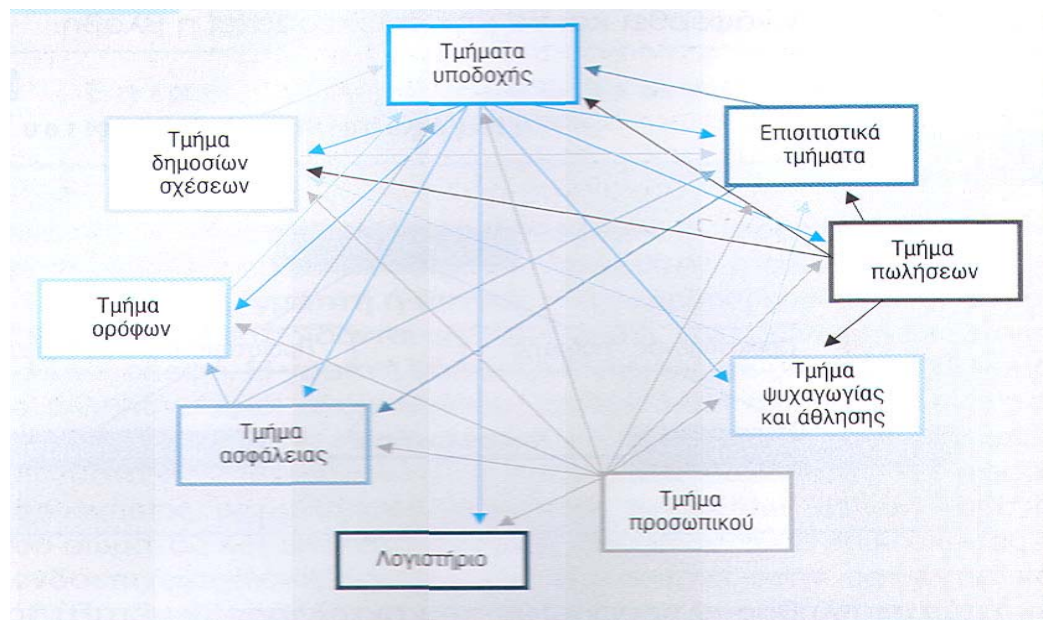 Τμήματα
υποδοχής
Τμήμα
δημοσίων
σχέσεων
Επισιτιστικά
τμήματα
Τμήμα
πωλήσεων
Τμήμα
ορόφων
Τμήμα
ψυχαγωγίας
και άθλησης
Τμήμα
ασφάλειας
Τμήμα
προσωπικού
Λογιστήριο